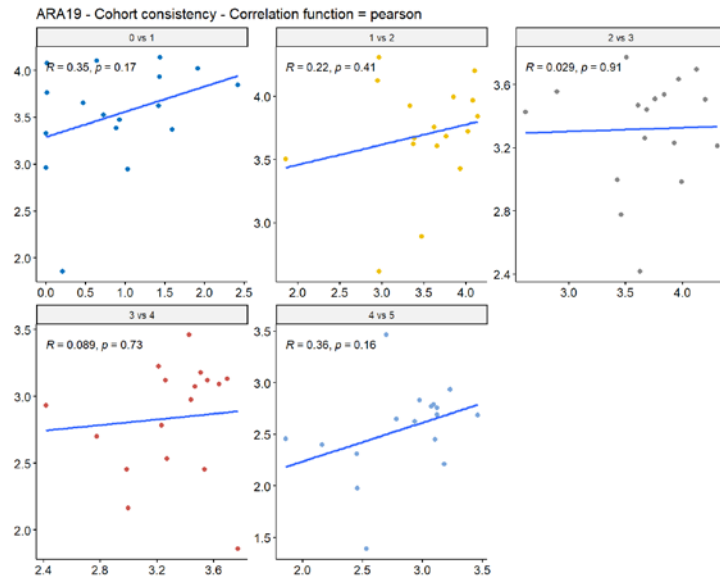 ARA19 - Cohort consistency - Correlation function = pearson
0 vs 1
1 vs 2
2 vs 3
R = 0.35, p = 0.17
R = 0.22, p = 0.41
R = 0.029, p = 0.91
4.0
3.5
3.0
2.5
2.0
0.0 0.5 1.0 1.5 2.0 2.5
4.0
3.5
3.0
2.0 2.5 3.0 3.5 4.0
3.6
3.2
2.8
2.4
3.0 3.5 4.0
3 vs 4
4 vs 5
R = 0.089, p = 0.73
R = 0.36, p = 0.16
3.5
3.0
2.5
2.0
2.4 2.8 3.2 3.6
3.5
3.0
2.5
2.0
1.5
2.0 2.5 3.0 3.5